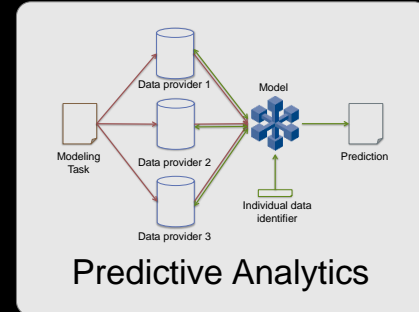 Data provider 1
Model
Modeling
Task
Data provider 2
Prediction
Individual data
identifier
Data provider 3
Predictive Analytics